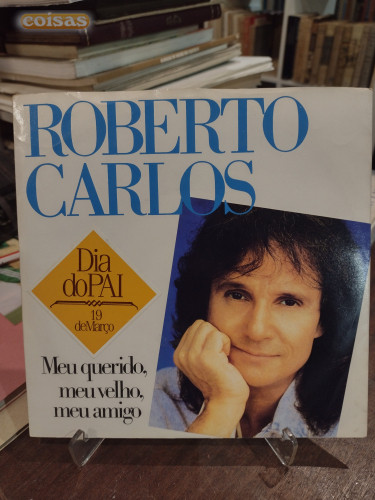 coisas
ROBERTO
CARLOS
Dia
do PAI
19
de Março
Meu querido,
meu velho,
meu amigo